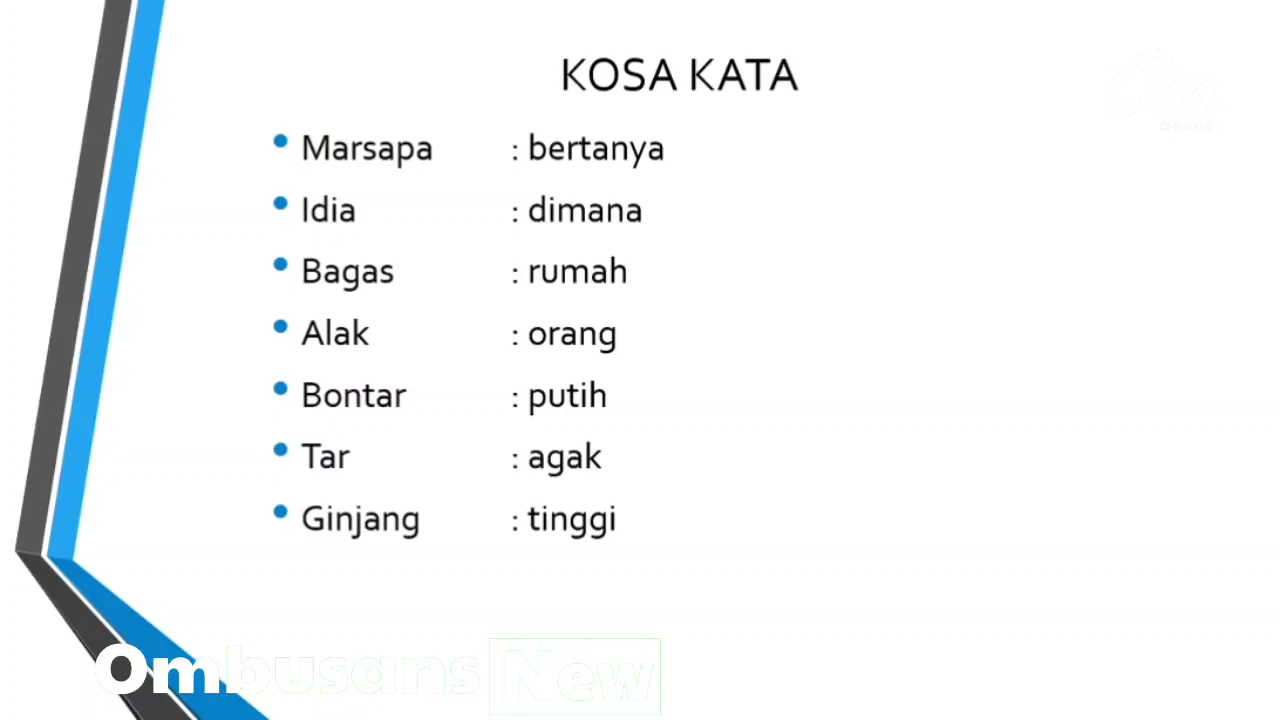 KOSA KATA
• Marsapa : bertanya
• Idia : dimana
• Bagas : rumah
• Alak : orang
• Bontar : putih
• Tar : agak
• Ginjang : tinggi
Ombusans New